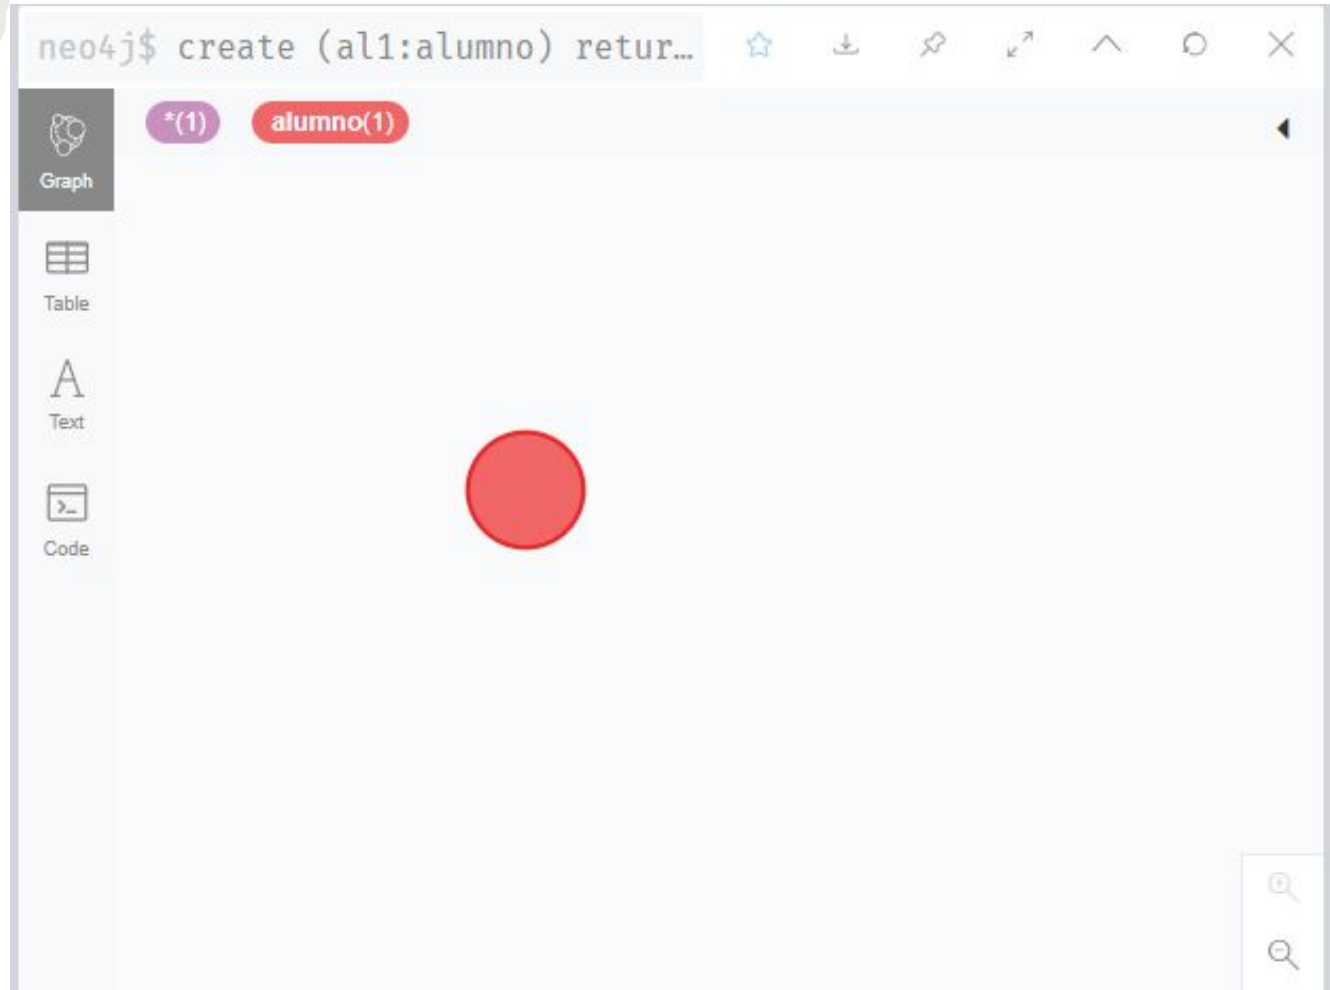 neo4j$ create (al1:alumno) retur…
*(1) alumno(1)
Graph
Table
Text
Code